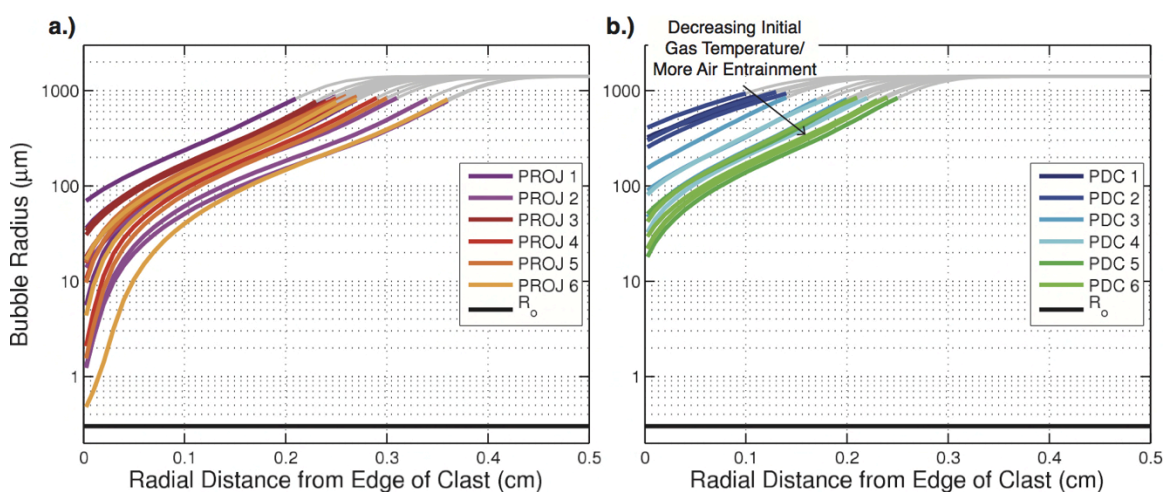 a.)
Bubble Radius (µm)
1000
100
10
1
PROJ 1
PROJ 2
PROJ 3
PROJ 4
PROJ 5
PROJ 6
Ro
0
0.1
0.2
0.3
0.4
0.5
Radial Distance from Edge of Clast (cm)
b.)
Decreasing Initial
Gas Temperature/
More Air Entrainment
1000
100
10
1
PDC 1
PDC 2
PDC 3
PDC 4
PDC 5
PDC 6
Ro
0
0.1
0.2
0.3
0.4
0.5
Radial Distance from Edge of Clast (cm)